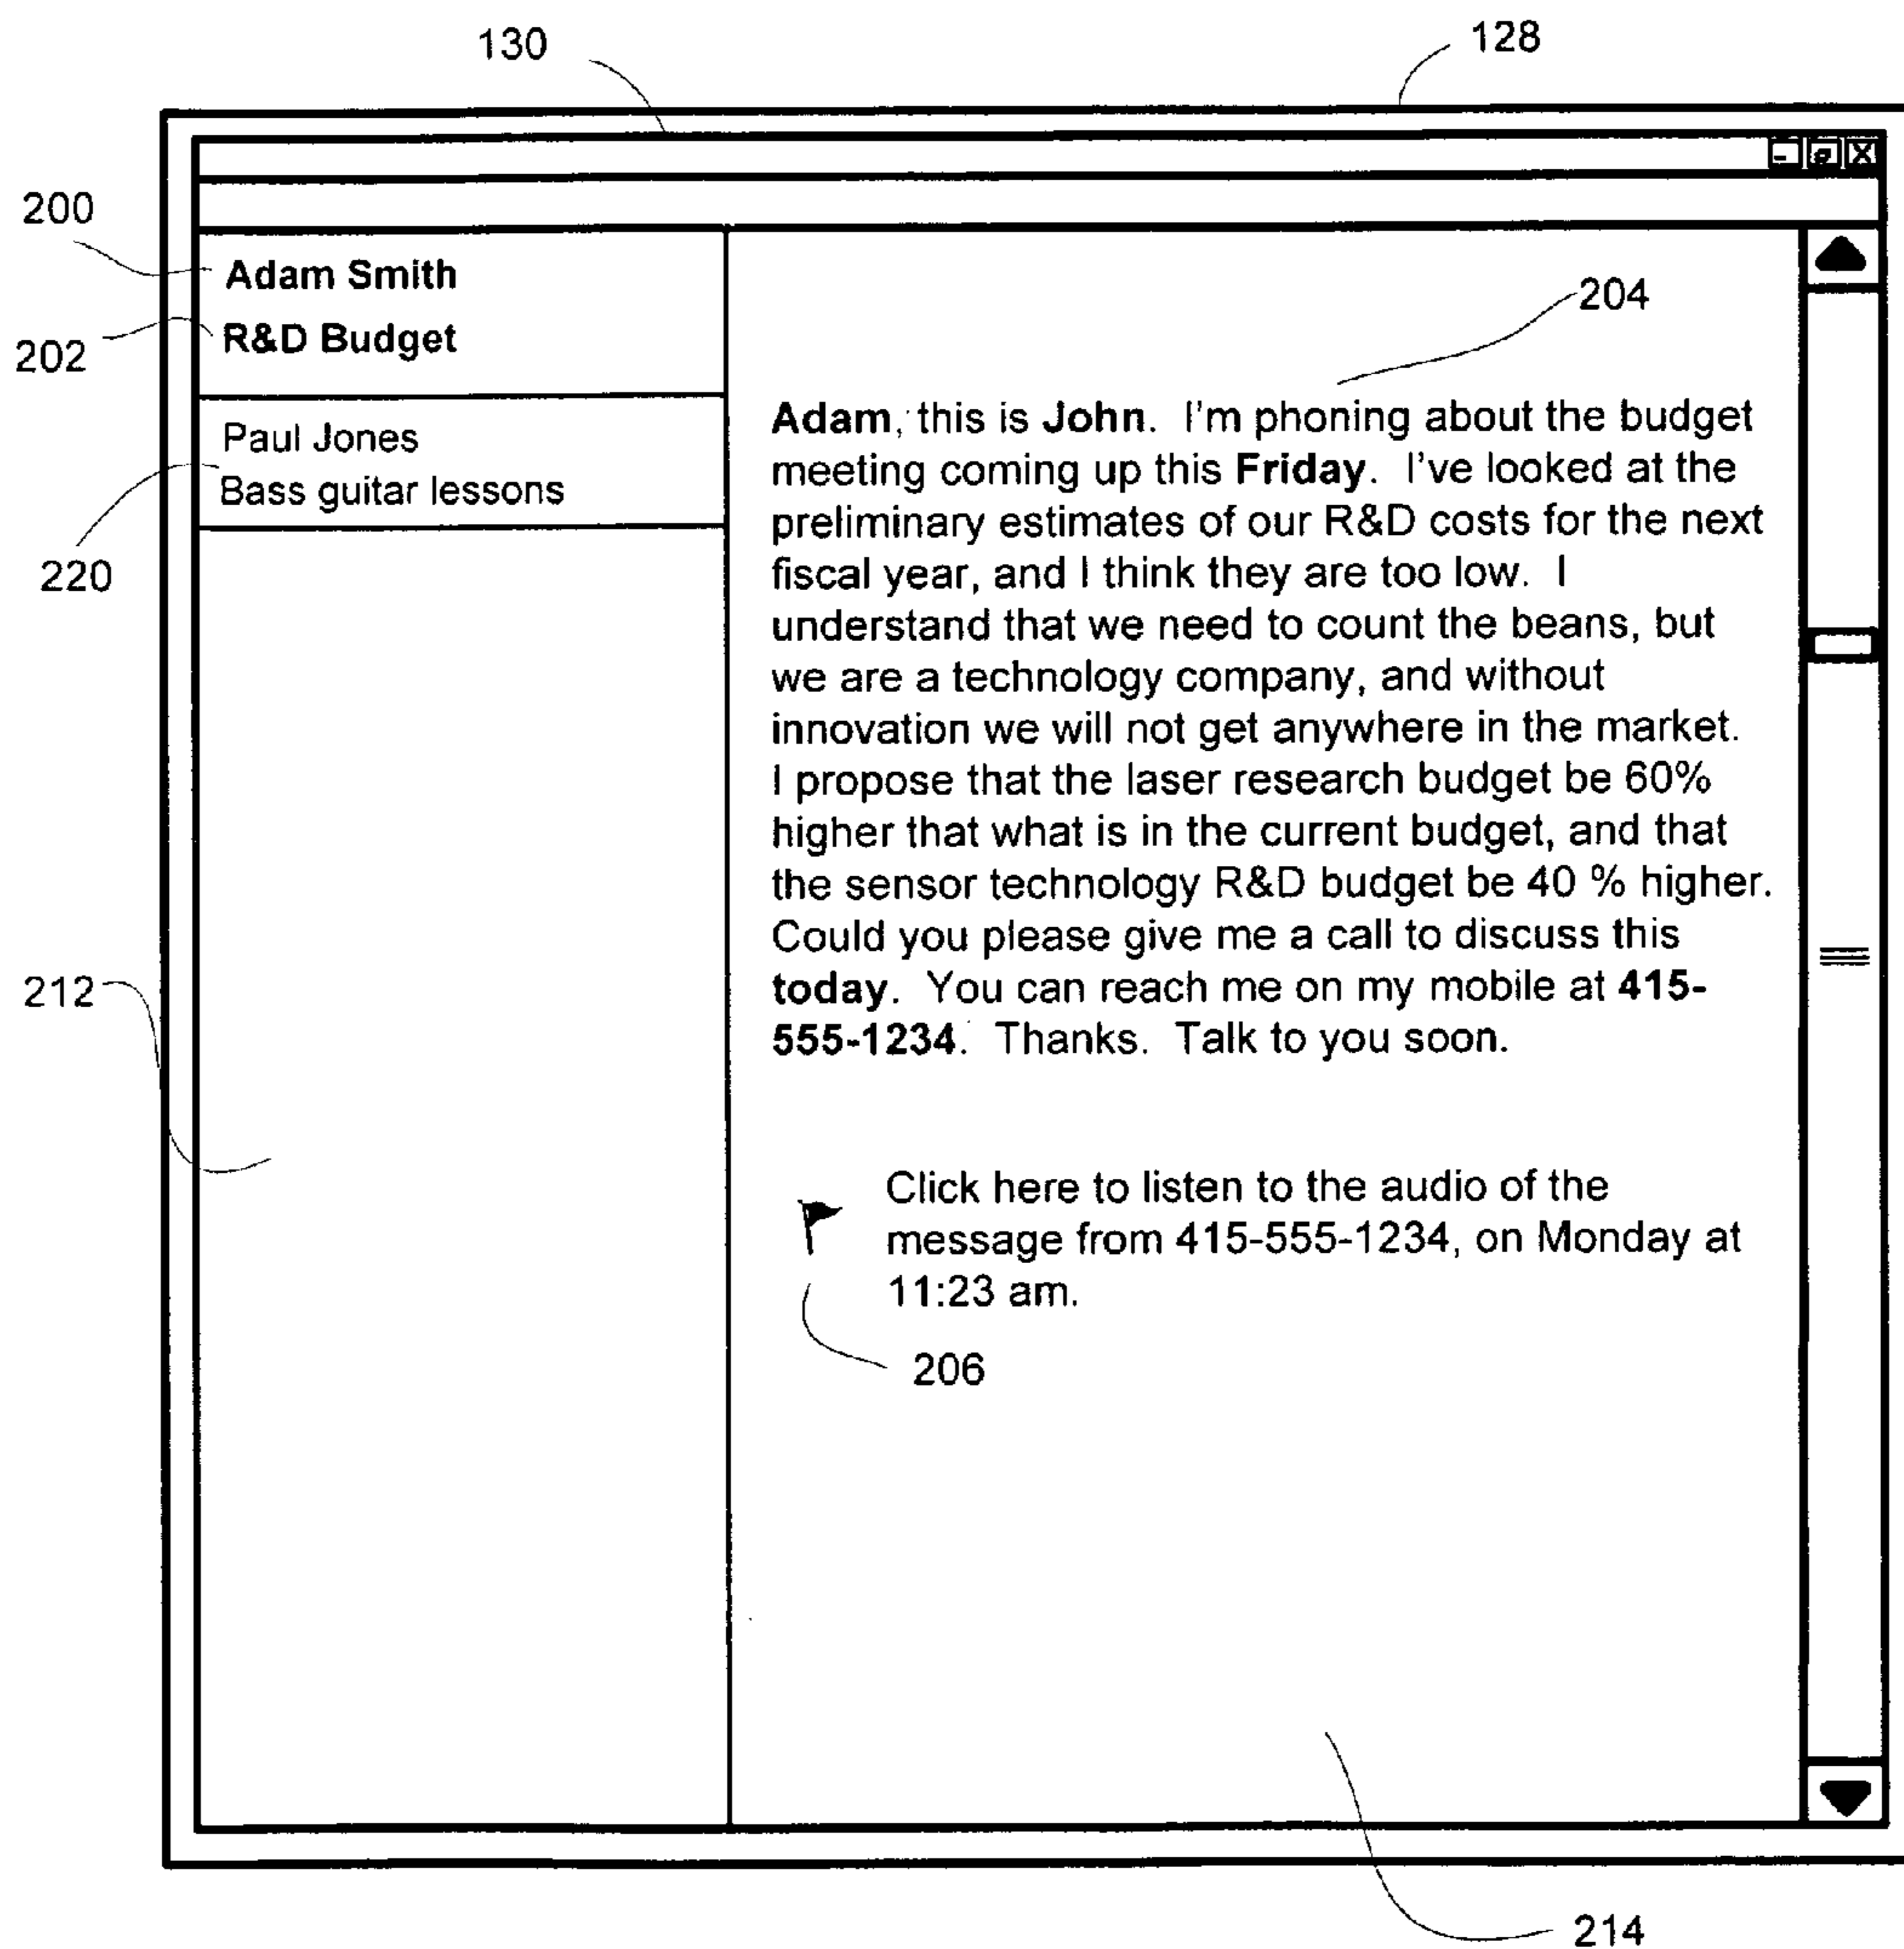 130
128
200
Adam Smith
204
202
R&D Budget
Paul Jones
220
Bass guitar lessons
Adam, this is John. I'm phoning about the budget
meeting coming up this Friday. I've looked at the
preliminary estimates of our R&D costs for the next
fiscal year, and I think they are too low. I
understand that we need to count the beans, but
we are a technology company, and without
innovation we will not get anywhere in the market.
I propose that the laser research budget be 60%
higher that what is in the current budget, and that
the sensor technology R&D budget be 40 % higher.
Could you please give me a call to discuss this
today. You can reach me on my mobile at 415-
555-1234. Thanks. Talk to you soon.
212
Click here to listen to the audio of the
message from 415-555-1234, on Monday at
11:23 am.
206
214